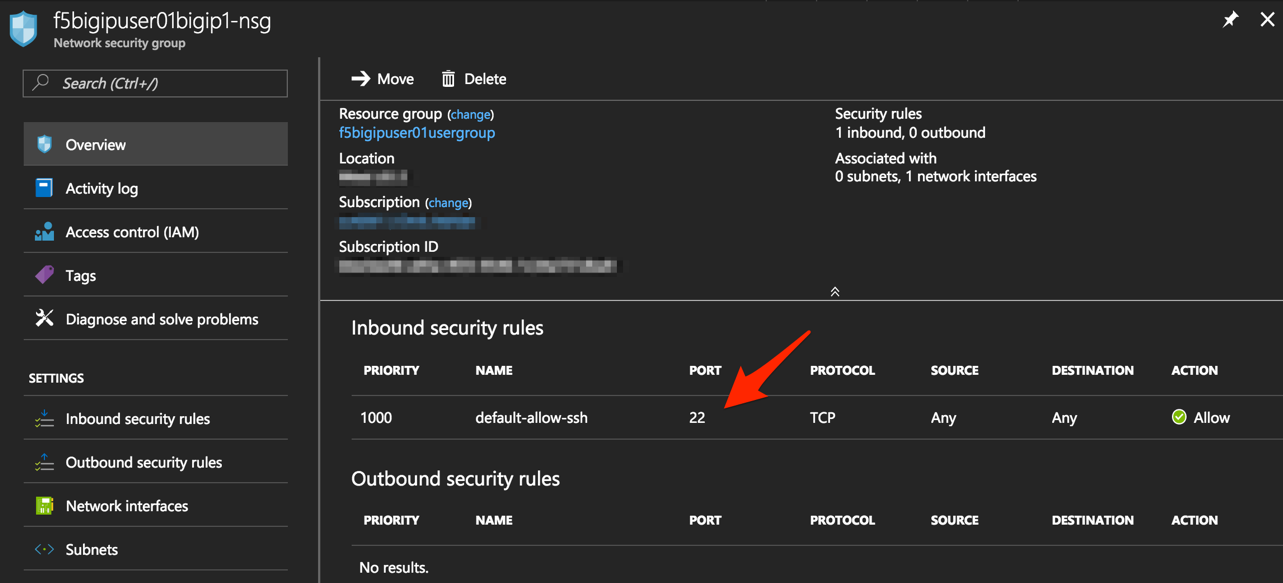 f5bigipuser01bigip1-nsg
Network security group
Search (Ctrl+/)
Overview
Activity log
Access control (IAM)
Tags
Diagnose and solve problems
SETTINGS
Inbound security rules
Outbound security rules
Network interfaces
Subnets
Move Delete
Resource group (change)
f5bigipuser01usergroup
Location
Subscription (change)
Subscription ID
Security rules
1 inbound, 0 outbound
Associated with
0 subnets, 1 network interfaces
Inbound security rules
PRIORITY NAME PORT PROTOCOL SOURCE DESTINATION ACTION
1000 default-allow-ssh 22 TCP Any Any Allow
Outbound security rules
PRIORITY NAME PORT PROTOCOL SOURCE DESTINATION ACTION
No results.